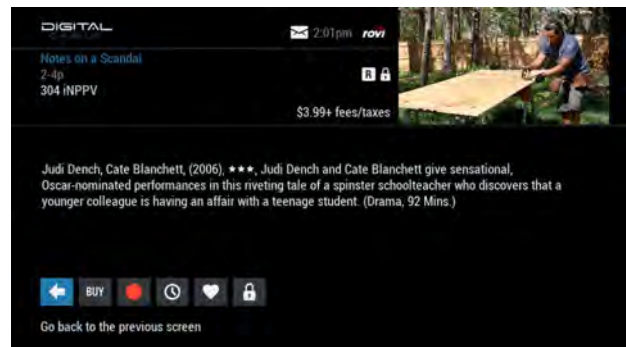 DIGITAL
2:01pm rovi
Notes on a Scandal
2-4p
R
304 iNPPV
$3.99+ fees/taxes
Judi Dench, Cate Blanchett, (2006), ★★★, Judi Dench and Cate Blanchett give sensational,
Oscar-nominated performances in this riveting tale of a spinster schoolteacher who discovers that a
younger colleague is having an affair with a teenage student. (Drama, 92 Mins.)
BUY
Go back to the previous screen